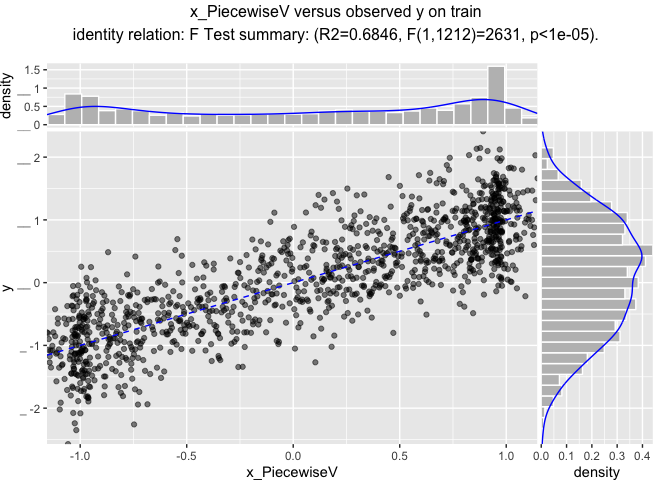 x_PiecewiseV versus observed y on train
identity relation: F Test summary: (R2=0.6846, F(1,1212)=2631, p<1e-05).
density
1.5
1.0
0.5
0
y
2
1
0
-1
-2
-1.0 -0.5 0.0 0.5 1.0
x_PiecewiseV
0.0 0.1 0.2 0.3 0.4
density